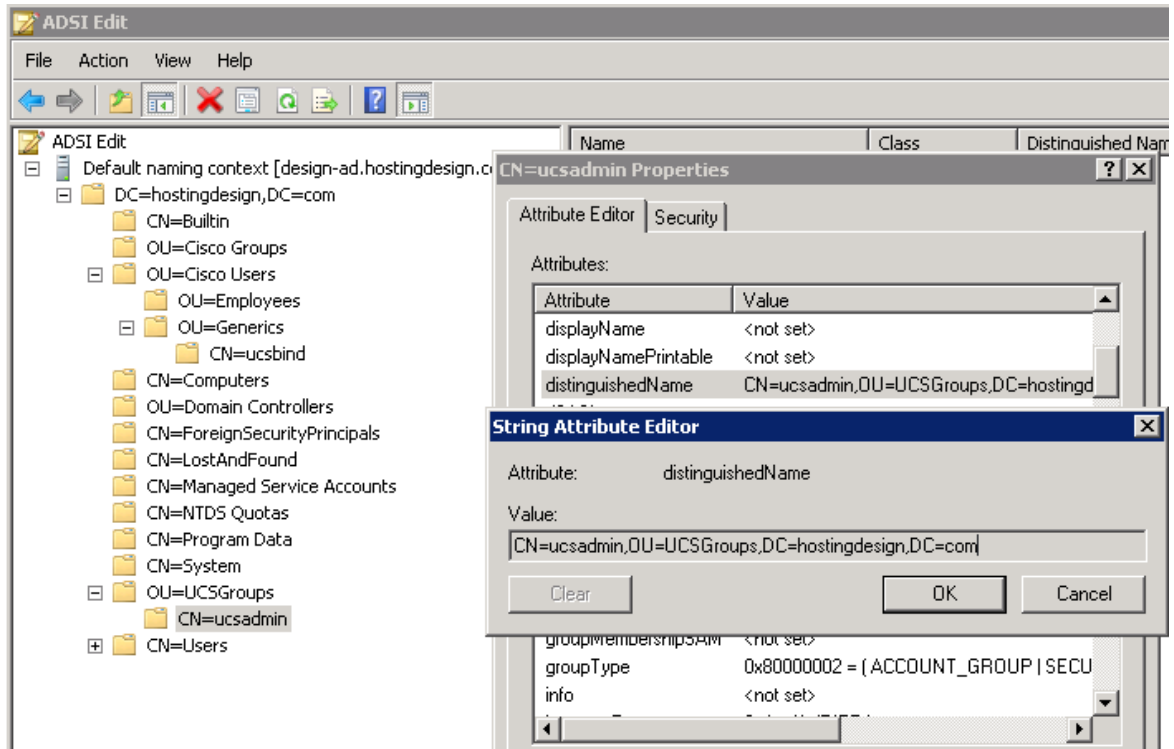 ADSI Edit
File Action View Help
ADSI Edit
Default naming context [design-ad.hostingdesign.c
DC=hostingdesign,DC=com
CN=Builtin
OU=Cisco Groups
OU=Cisco Users
OU=Employees
OU=Generics
CN=ucsbind
CN=Computers
OU=Domain Controllers
CN=ForeignSecurityPrincipals
CN=LostAndFound
CN=Managed Service Accounts
CN=NTDS Quotas
CN=Program Data
CN=System
OU=UCSGroups
CN=ucsadmin
CN=Users
Name Class Distinguished Nam
CN=ucsadmin Properties
Attribute Editor Security
Attributes:
Attribute Value
displayName <not set>
displayNamePrintable <not set>
distinguishedName CN=ucsadmin,OU=UCSGroups,DC=hostingd
String Attribute Editor
Attribute: distinguishedName
Value:
CN=ucsadmin,OU=UCSGroups,DC=hostingdesign,DC=com
Clear OK Cancel
groupMembershipSAM <not set>
groupType 0x80000002 = ( ACCOUNT_GROUP | SECU
info <not set>